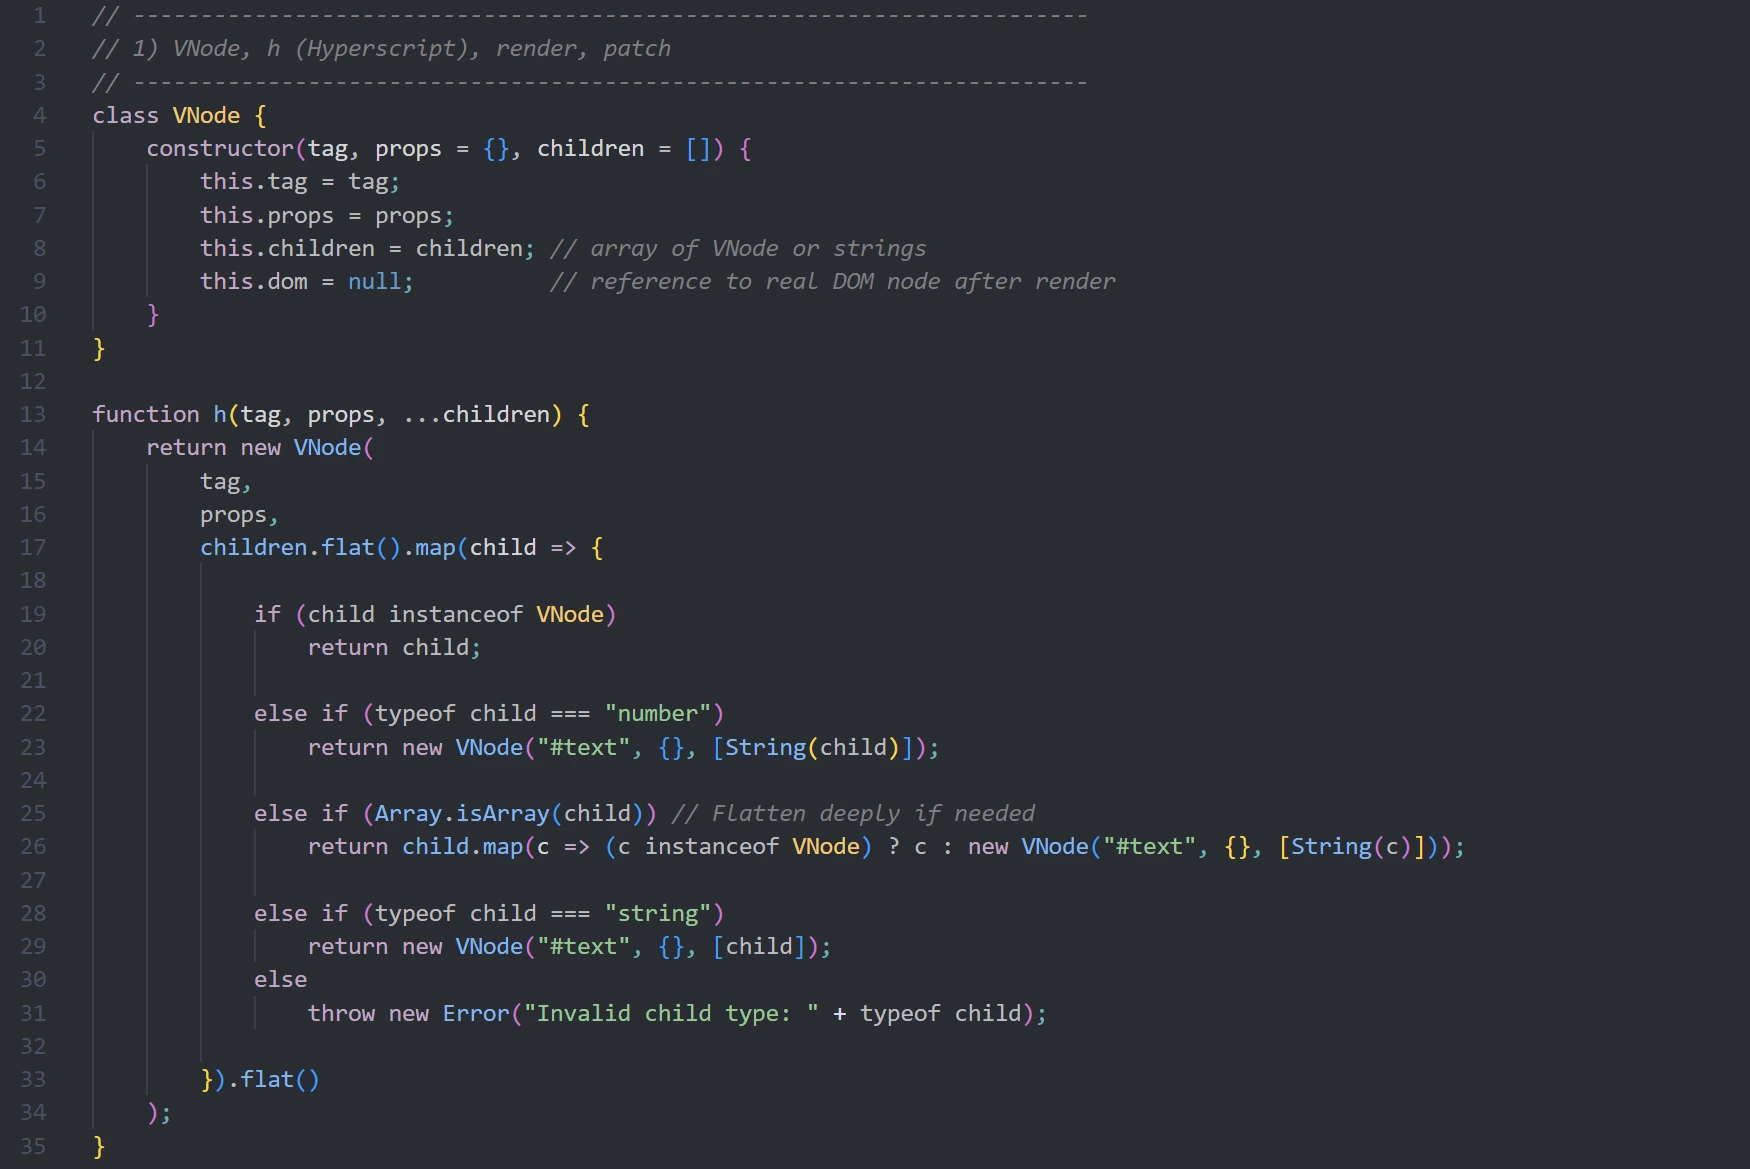 1 // -----------------------------------------------------------------------
2 // 1) VNode, h (Hyperscript), render, patch
3 // -----------------------------------------------------------------------
4 class VNode {
5     constructor(tag, props = {}, children = []) {
6         this.tag = tag;
7         this.props = props;
8         this.children = children; // array of VNode or strings
9         this.dom = null;          // reference to real DOM node after render
10     }
11 }
12
13 function h(tag, props, ...children) {
14     return new VNode(
15         tag,
16         props,
17         children.flat().map(child => {
18
19             if (child instanceof VNode)
20                 return child;
21
22             else if (typeof child === "number")
23                 return new VNode("#text", {}, [String(child)]);
24
25             else if (Array.isArray(child)) // Flatten deeply if needed
26                 return child.map(c => (c instanceof VNode) ? c : new VNode("#text", {}, [String(c)]));
27
28             else if (typeof child === "string")
29                 return new VNode("#text", {}, [child]);
30             else
31                 throw new Error("Invalid child type: " + typeof child);
32
33         }).flat()
34     );
35 }